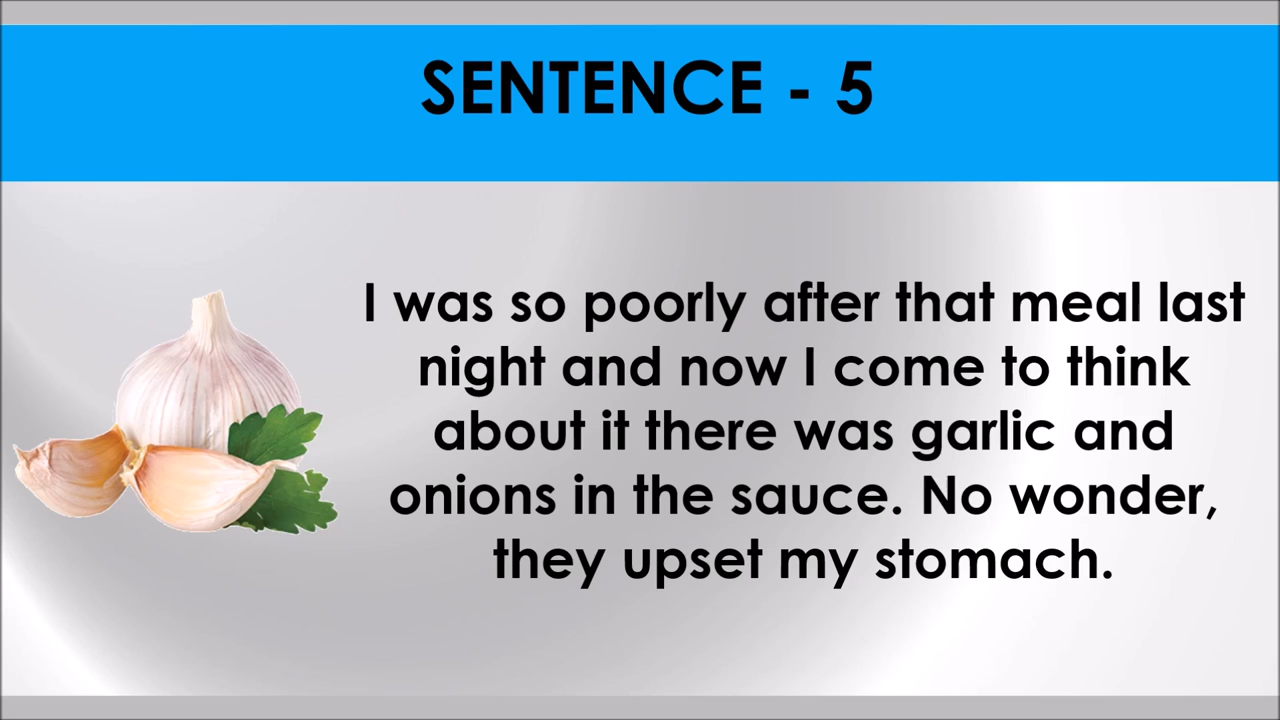 SENTENCE - 5
I was so poorly after that meal last
night and now I come to think
about it there was garlic and
onions in the sauce. No wonder,
they upset my stomach.